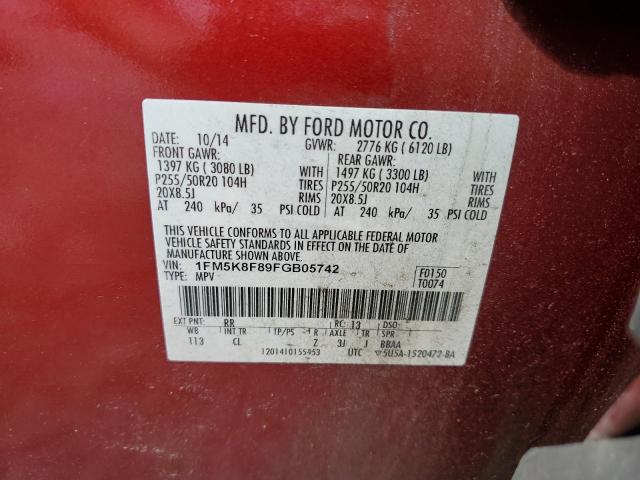 MFD. BY FORD MOTOR CO.
DATE: 10/14 GVWR: 2776 KG ( 6120 LB)
FRONT GAWR: REAR GAWR:
1397 KG ( 3080 LB) WITH 1497 KG ( 3300 LB) WITH
P255/50R20 104H TIRES P255/50R20 104H TIRES
20X8.5J RIMS 20X8.5J RIMS
AT 240 kPa/ 35 PSI COLD AT 240 kPa/ 35 PSI COLD
THIS VEHICLE CONFORMS TO ALL APPLICABLE FEDERAL MOTOR
VEHICLE SAFETY STANDARDS IN EFFECT ON THE DATE OF
MANUFACTURE SHOWN ABOVE.
VIN: 1FM5K8F89FGB05742 F0150
TYPE: MPV T0074
EXT PNT: RR RC: 13 DSO:
WB INT TR TP/PS R AXLE TR SPR
113 CL Z 3J J BBAA
1201410155453 UTC 5U5A-1520472-BA